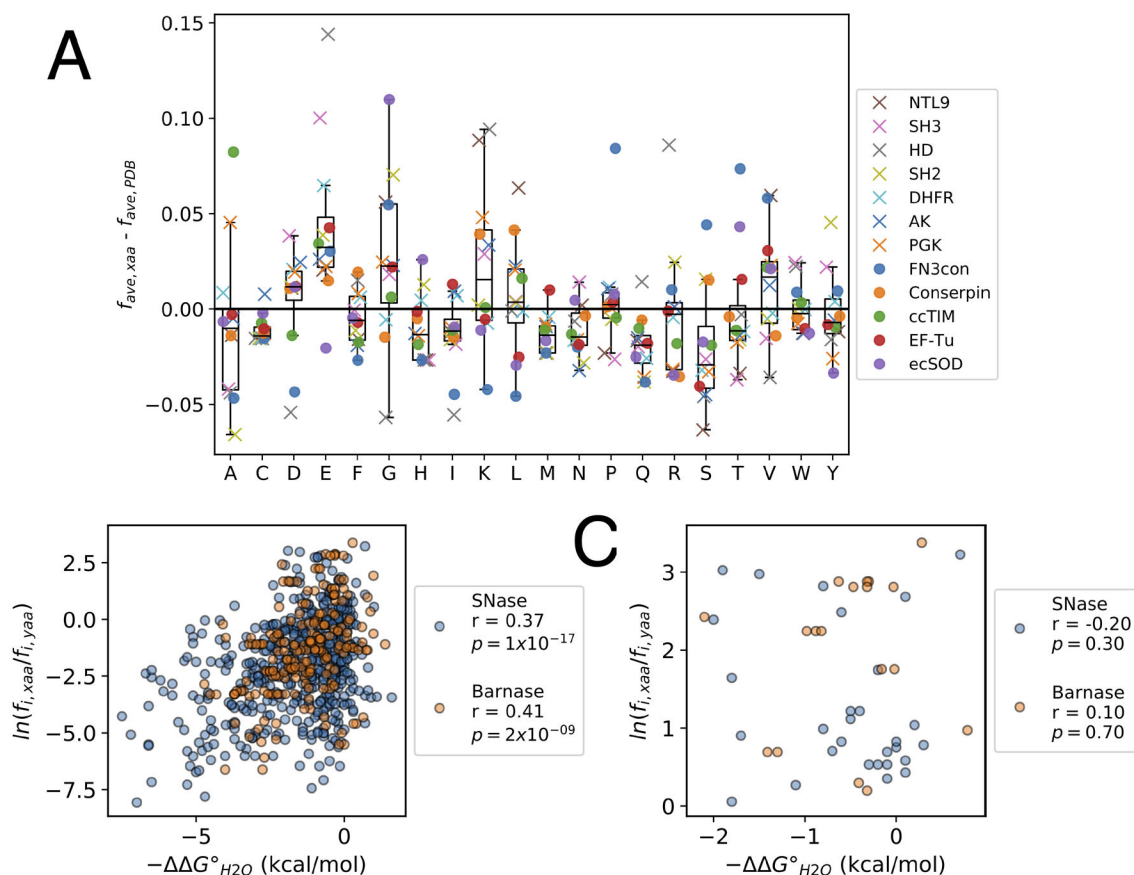 A
f_ave,xaa - f_ave,PDB
0.15
0.10
0.05
0.00
−0.05
A C D E F G H I K L M N P Q R S T V W Y
NTL9
SH3
HD
SH2
DHFR
AK
PGK
FN3con
Conserpin
ccTIM
EF-Tu
ecSOD
ln(f_i,xaa/f_i,yaa)
2.5
0.0
−2.5
−5.0
−7.5
−5 0
−ΔΔG°H2O (kcal/mol)
SNase
r = 0.37
p = 1x10⁻¹⁷
Barnase
r = 0.41
p = 2x10⁻⁰⁹
C
ln(f_i,xaa/f_i,yaa)
3
2
1
0
−2 −1 0
−ΔΔG°H2O (kcal/mol)
SNase
r = -0.20
p = 0.30
Barnase
r = 0.10
p = 0.70